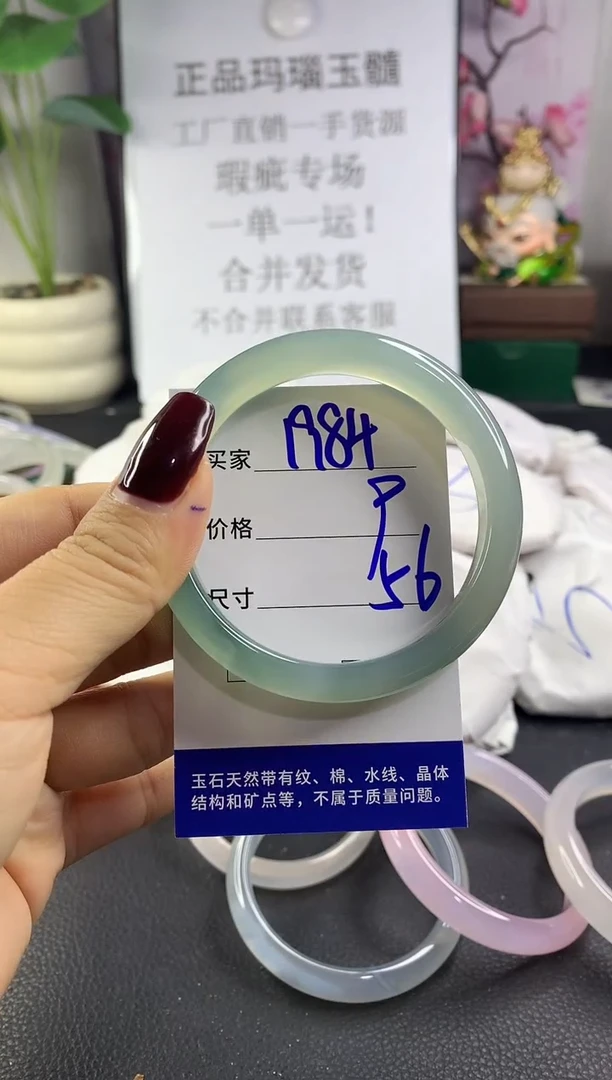 正品玛瑙玉髓
工厂直销一手货源
瑕疵专场
一单一运！
合并发货
不合并联系客服
买家 1984
价格 P
尺寸 56
玉石天然带有纹、棉、水线、晶体
结构和矿点等，不属于质量问题。